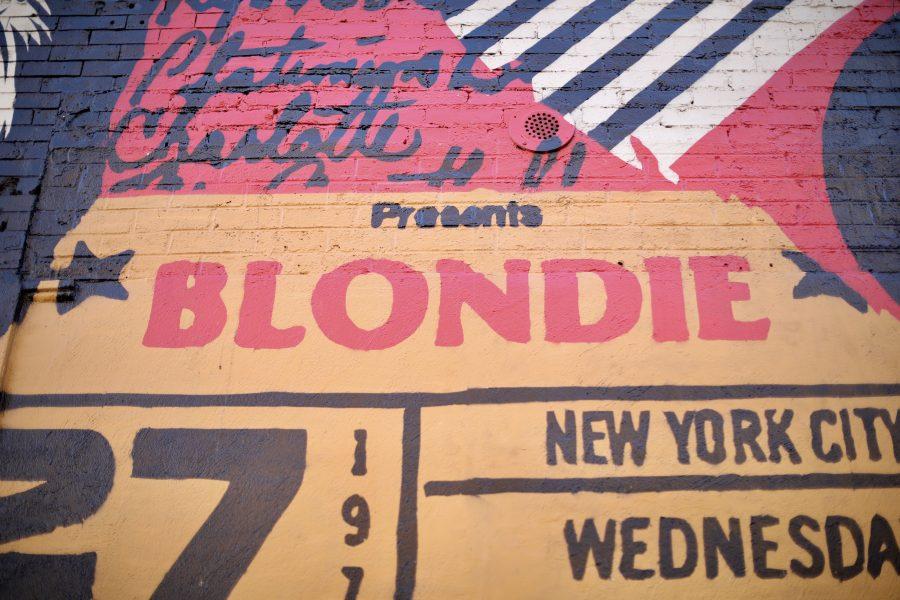 Presents
BLONDIE
27
197
NEW YORK CITY
WEDNESDA